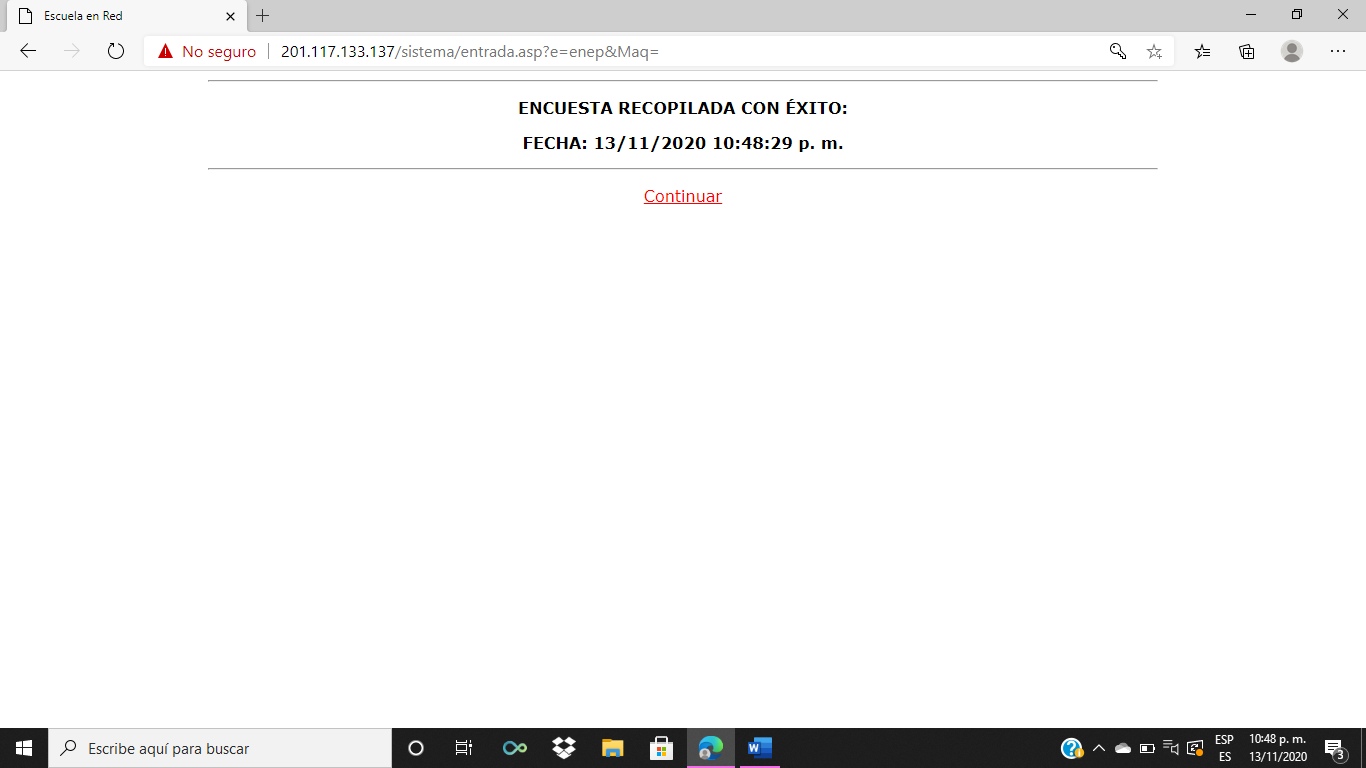 Escuela en Red
No seguro
201.117.133.137/sistema/entrada.asp?e=enep&Maq=
ENCUESTA RECOPILADA CON ÉXITO:
FECHA: 13/11/2020 10:48:29 p. m.
Continuar
Escribe aquí para buscar
ESP
ES
10:48 p. m.
13/11/2020
3